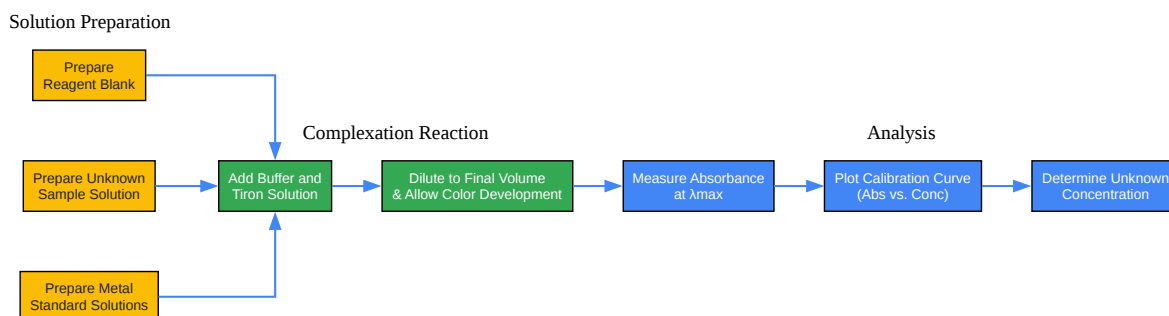 Solution Preparation
Prepare
Reagent Blank
Complexation Reaction
Analysis
Prepare Unknown
Sample Solution
Add Buffer and
Tiron Solution
Dilute to Final Volume
& Allow Color Development
Measure Absorbance
at λmax
Plot Calibration Curve
(Abs vs. Conc)
Determine Unknown
Concentration
Prepare Metal
Standard Solutions